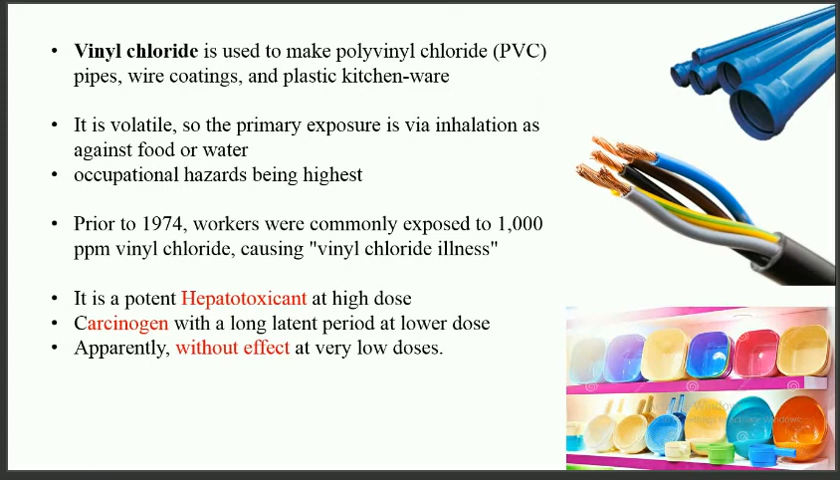 • Vinyl chloride is used to make polyvinyl chloride (PVC)
pipes, wire coatings, and plastic kitchen-ware
• It is volatile, so the primary exposure is via inhalation as
against food or water
• occupational hazards being highest
• Prior to 1974, workers were commonly exposed to 1,000
ppm vinyl chloride, causing "vinyl chloride illness"
• It is a potent Hepatotoxicant at high dose
• Carcinogen with a long latent period at lower dose
• Apparently, without effect at very low doses.